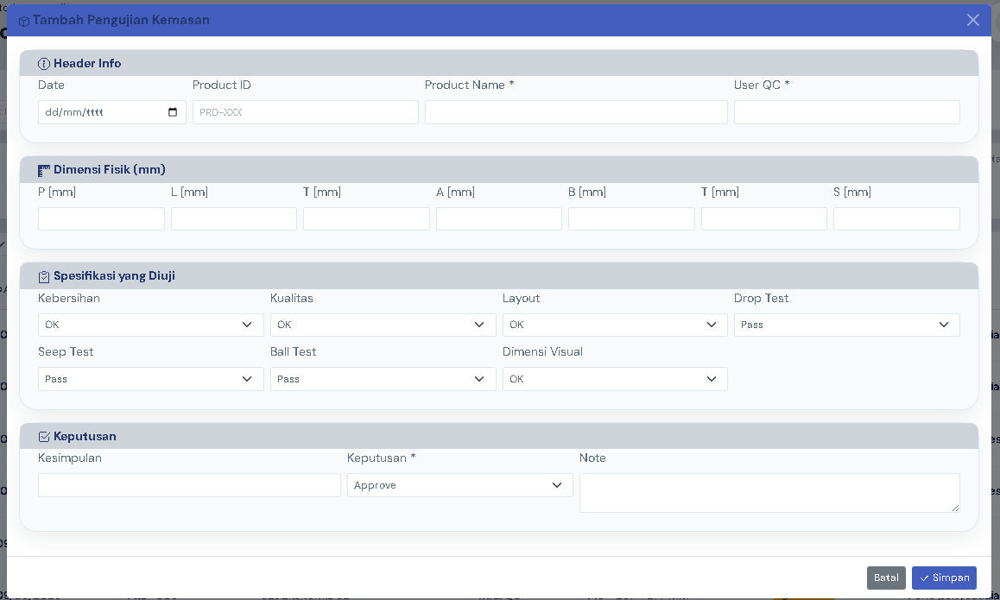 Tambah Pengujian Kemasan
Header Info
Date Product ID Product Name * User QC *
dd/mm/tttt PRD-XXX
Dimensi Fisik (mm)
P [mm] L [mm] T [mm] A [mm] B [mm] T [mm] S [mm]
Spesifikasi yang Diuji
Kebersihan Kualitas Layout Drop Test
OK OK OK Pass
Seep Test Ball Test Dimensi Visual
Pass Pass OK
Keputusan
Kesimpulan Keputusan * Note
Approve
Batal Simpan